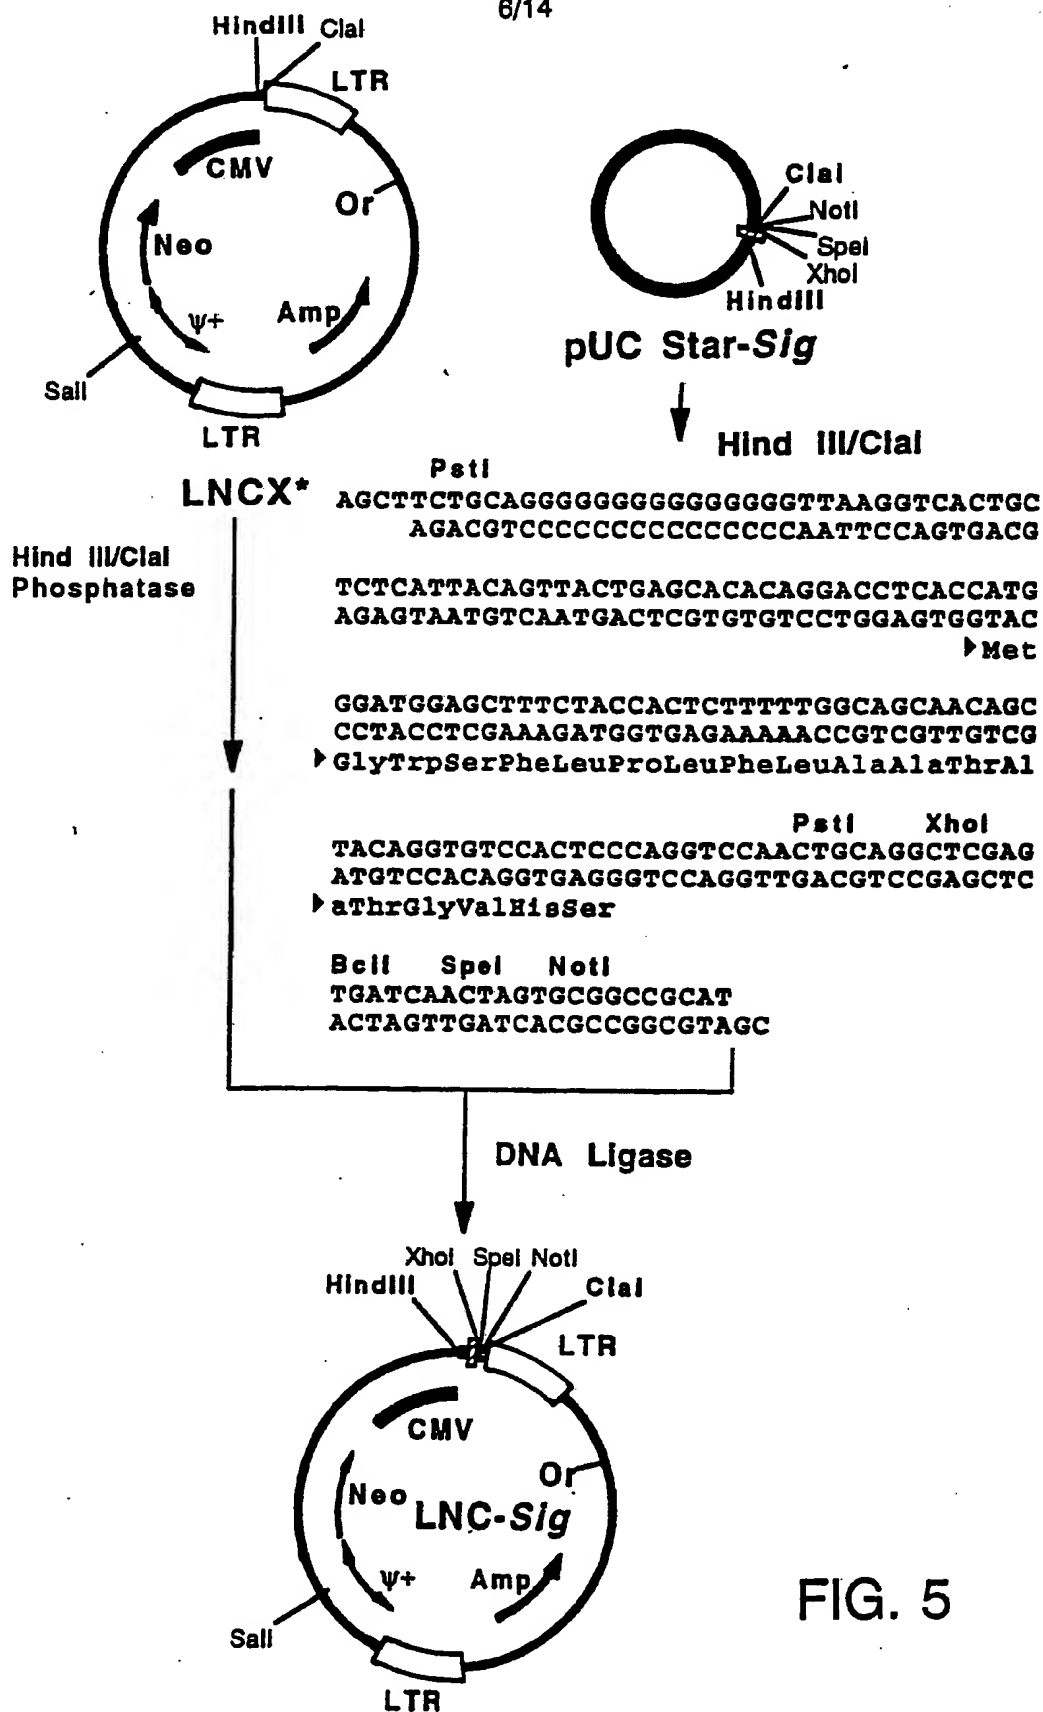 6/14
HindIII ClaI
LTR
CMV
Or
Neo
Amp
ψ+
SalI
LTR
LNCX*
ClaI
NotI
SpeI
XhoI
HindIII
pUC Star-Sig
Hind III/ClaI
Hind III/ClaI
Phosphatase
PstI
AGCTTCTGCAGGGGGGGGGGGGGGGTTAAGGTCACTGC
AGACGTCCCCCCCCCCCCCCCAATTCCAGTGACG
TCTCATTACAGTTACTGAGCACACAGGACCTCACCATG
AGAGTAATGTCAATGACTCGTGTGTCCTGGAGTGGTAC
Met
GGATGGAGCTTTCTACCACTCTTTTTGGCAGCAACAGC
CCTACCTCGAAAGATGGTGAGAAAAACCGTCGTTGTCG
GlyTrpSerPheLeuProLeuPheLeuAlaAlaThrAl
PstI XhoI
TACAGGTGTCCACTCCCAGGTCCAACTGCAGGCTCGAG
ATGTCCACAGGTGAGGGTCCAGGTTGACGTCCGAGCTC
aThrGlyValHisSer
BclI SpeI NotI
TGATCAACTAGTGCGGCCGCAT
ACTAGTTGATCACGCCGGCGTAGC
DNA Ligase
XhoI SpeI NotI
HindIII ClaI
LTR
CMV
Or
Neo
LNC-Sig
ψ+
Amp
SalI
LTR
FIG. 5